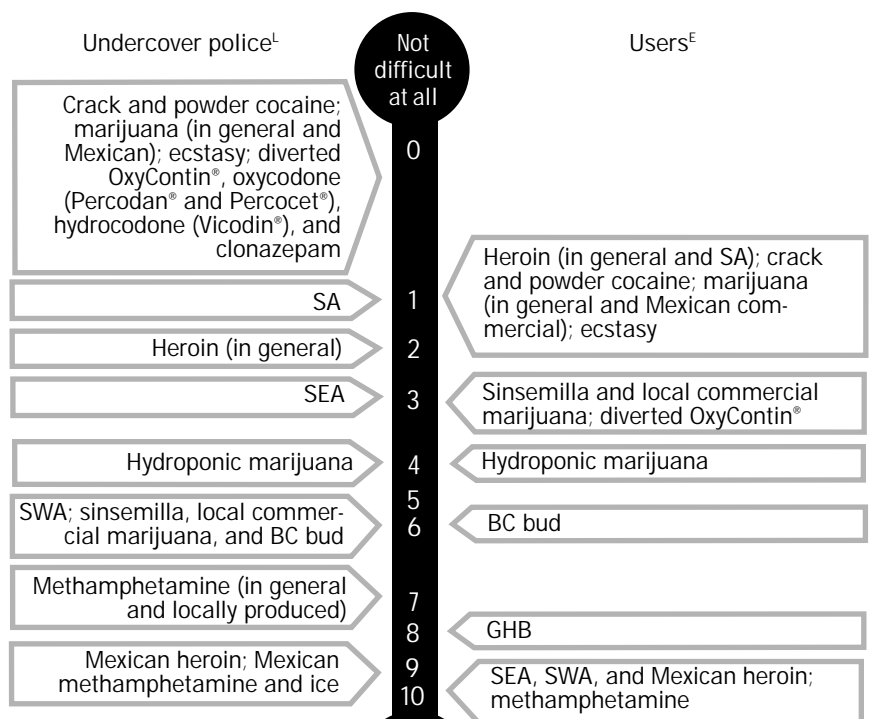 Undercover police^L
Not
difficult
at all
Users^E
Crack and powder cocaine;
marijuana (in general and
Mexican); ecstasy; diverted
OxyContin®, oxycodone
(Percodan® and Percocet®),
hydrocodone (Vicodin®), and
clonazepam
0
SA
1
Heroin (in general and SA); crack
and powder cocaine; marijuana
(in general and Mexican com-
mercial); ecstasy
Heroin (in general)
2
SEA
3
Sinsemilla and local commercial
marijuana; diverted OxyContin®
Hydroponic marijuana
4
Hydroponic marijuana
5
SWA; sinsemilla, local commer-
cial marijuana, and BC bud
6
BC bud
Methamphetamine (in general
and locally produced)
7
8
GHB
Mexican heroin; Mexican
methamphetamine and ice
9
10
SEA, SWA, and Mexican heroin;
methamphetamine